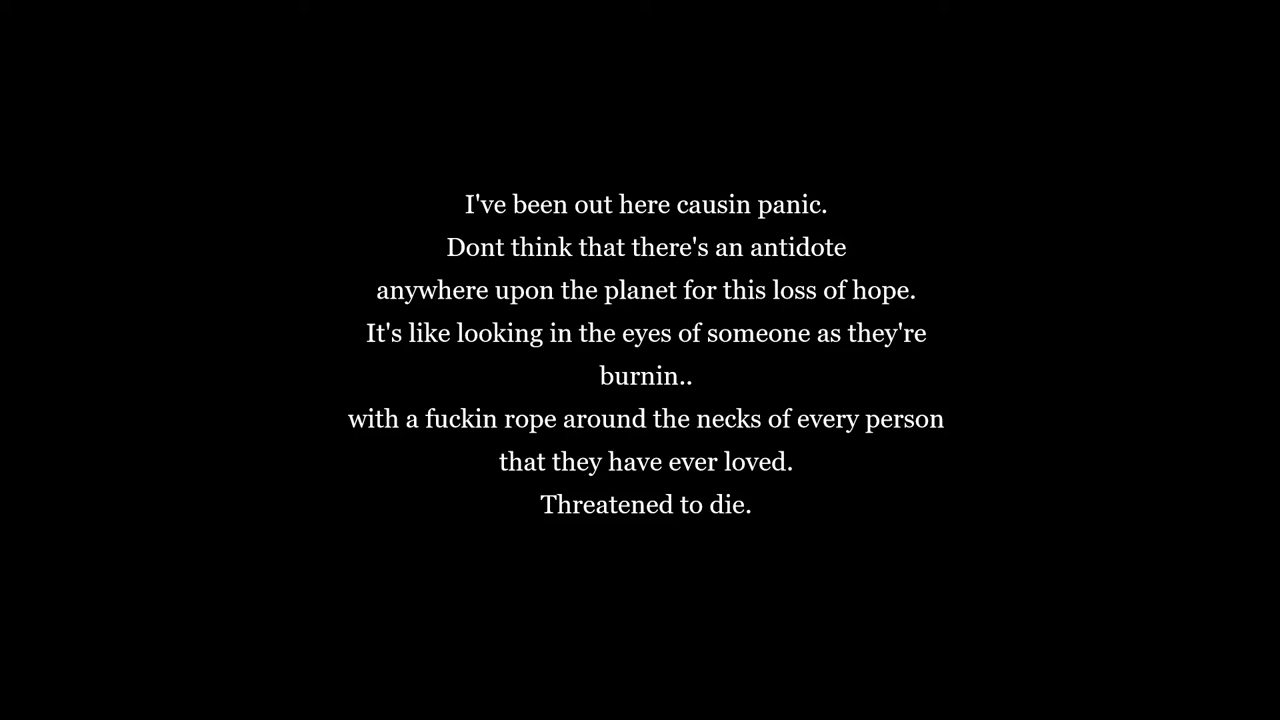 I've been out here causin panic.
Dont think that there's an antidote
anywhere upon the planet for this loss of hope.
It's like looking in the eyes of someone as they're
burnin..
with a fuckin rope around the necks of every person
that they have ever loved.
Threatened to die.